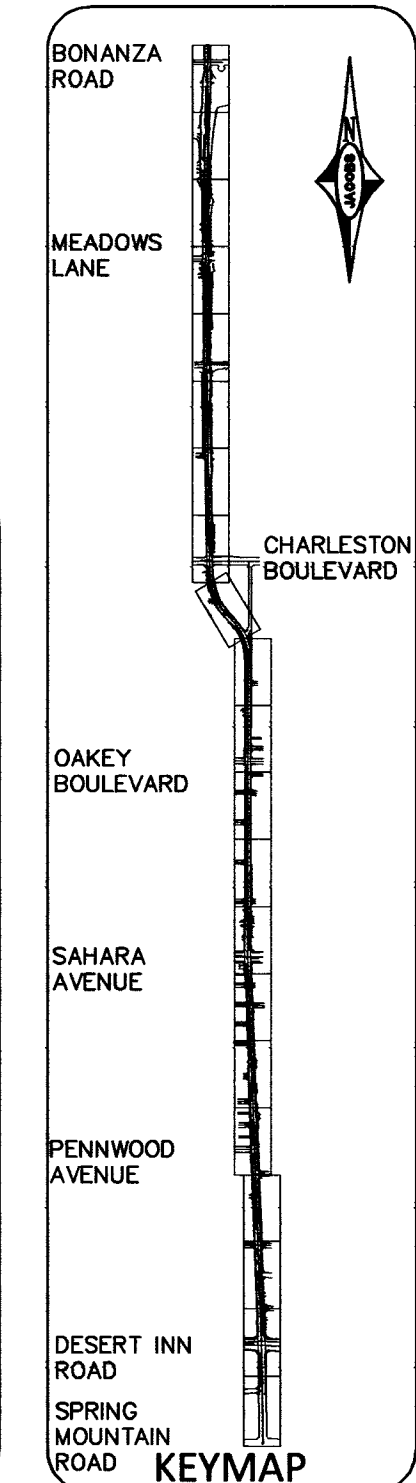 BONANZA
ROAD
N
JACOBS
MEADOWS
LANE
CHARLESTON
BOULEVARD
OAKEY
BOULEVARD
SAHARA
AVENUE
PENNWOOD
AVENUE
DESERT INN
ROAD
SPRING
MOUNTAIN
ROAD
KEYMAP